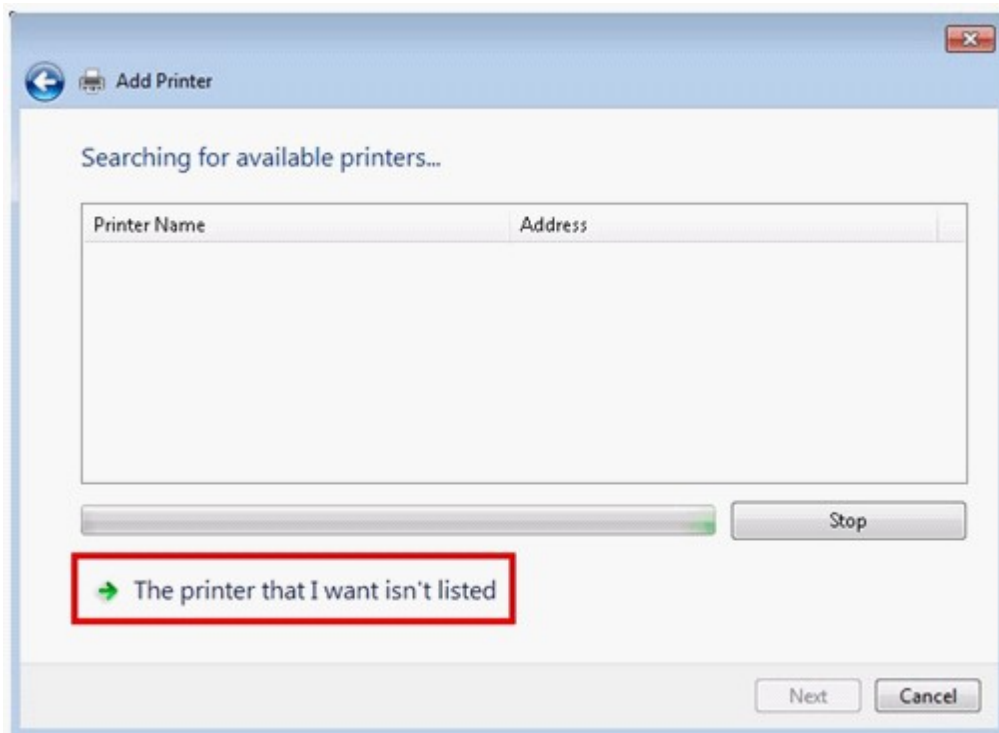 Add Printer
Searching for available printers...
Printer Name Address
Stop
The printer that I want isn't listed
Next Cancel